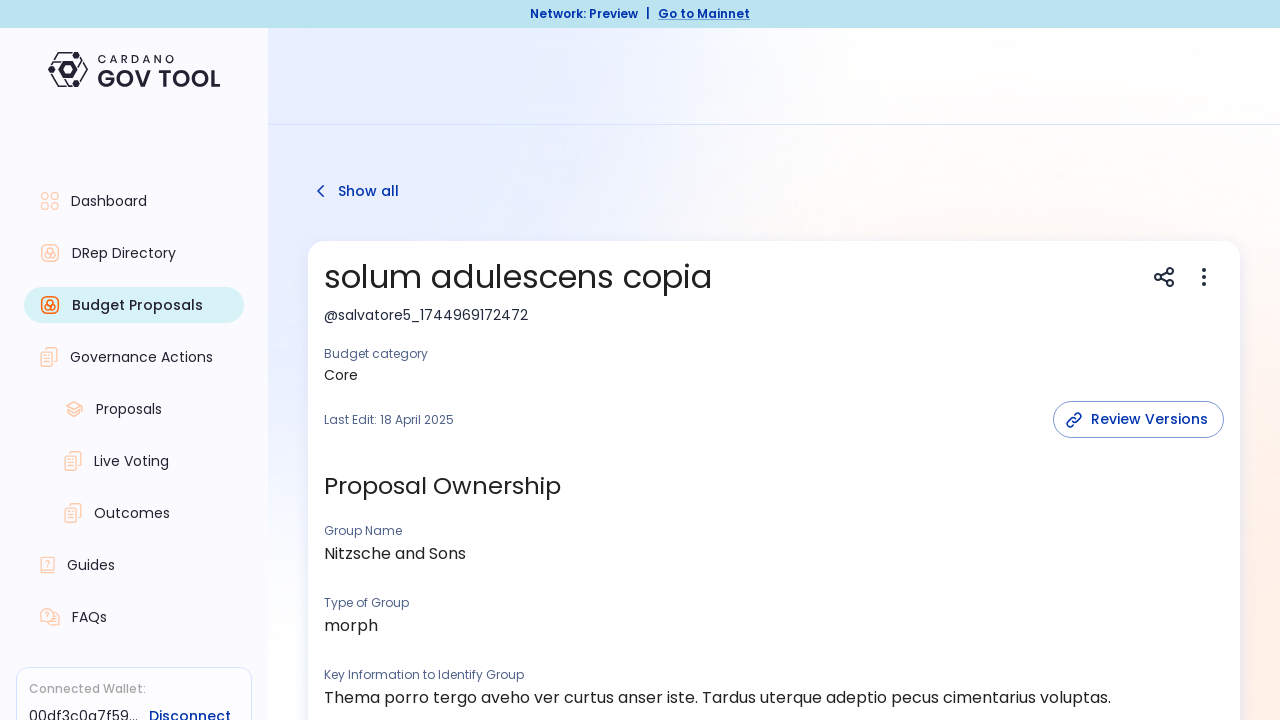 Network: Preview | Go to Mainnet
CARDANO
GOV TOOL
Dashboard
DRep Directory
Budget Proposals
Governance Actions
Proposals
Live Voting
Outcomes
Guides
FAQs
Connected Wallet:
00df3c0a7f59... Disconnect
Show all
solum adulescens copia
@salvatore5_1744969172472
Budget category
Core
Last Edit: 18 April 2025
Review Versions
Proposal Ownership
Group Name
Nitzsche and Sons
Type of Group
morph
Key Information to Identify Group
Thema porro tergo aveho ver curtus anser iste. Tardus uterque adeptio pecus cimentarius voluptas.